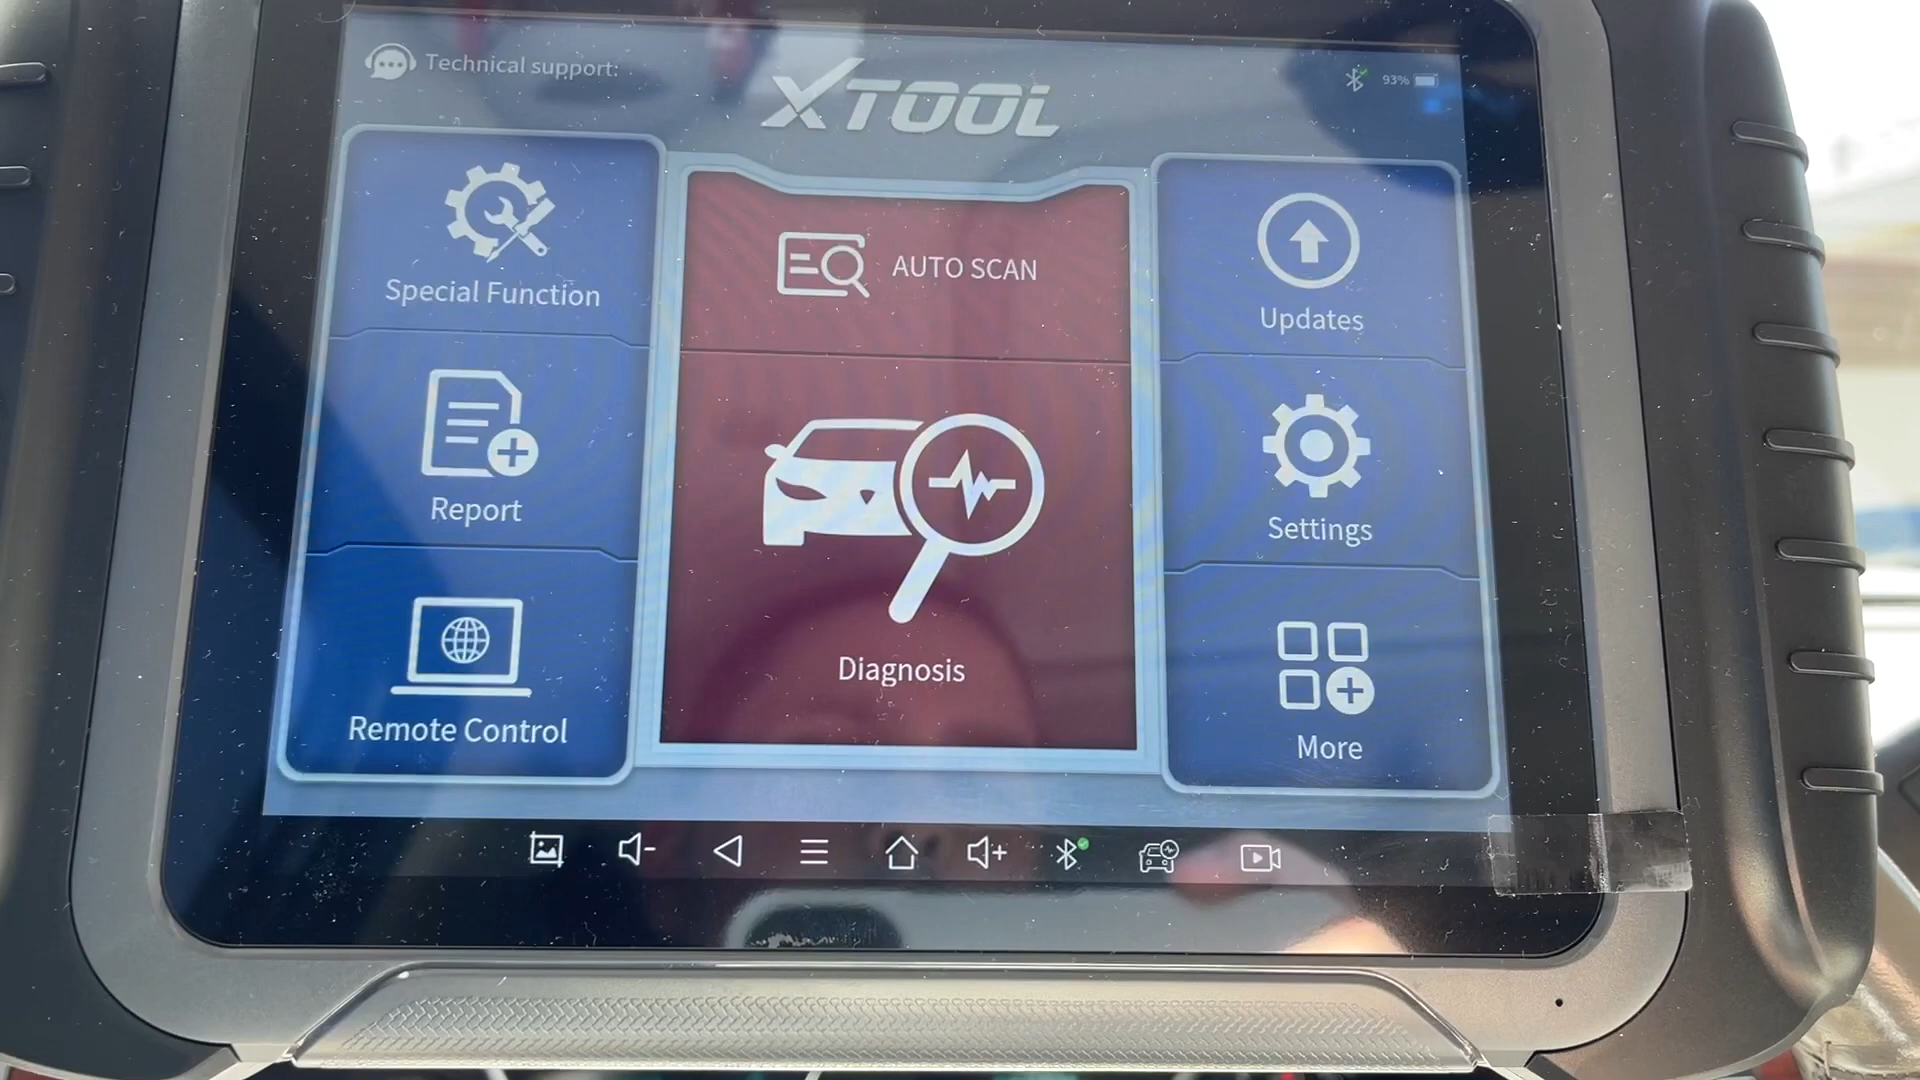 Technical support:
XTOOL
93%
Special Function
AUTO SCAN
Updates
Report
Diagnosis
Settings
Remote Control
More